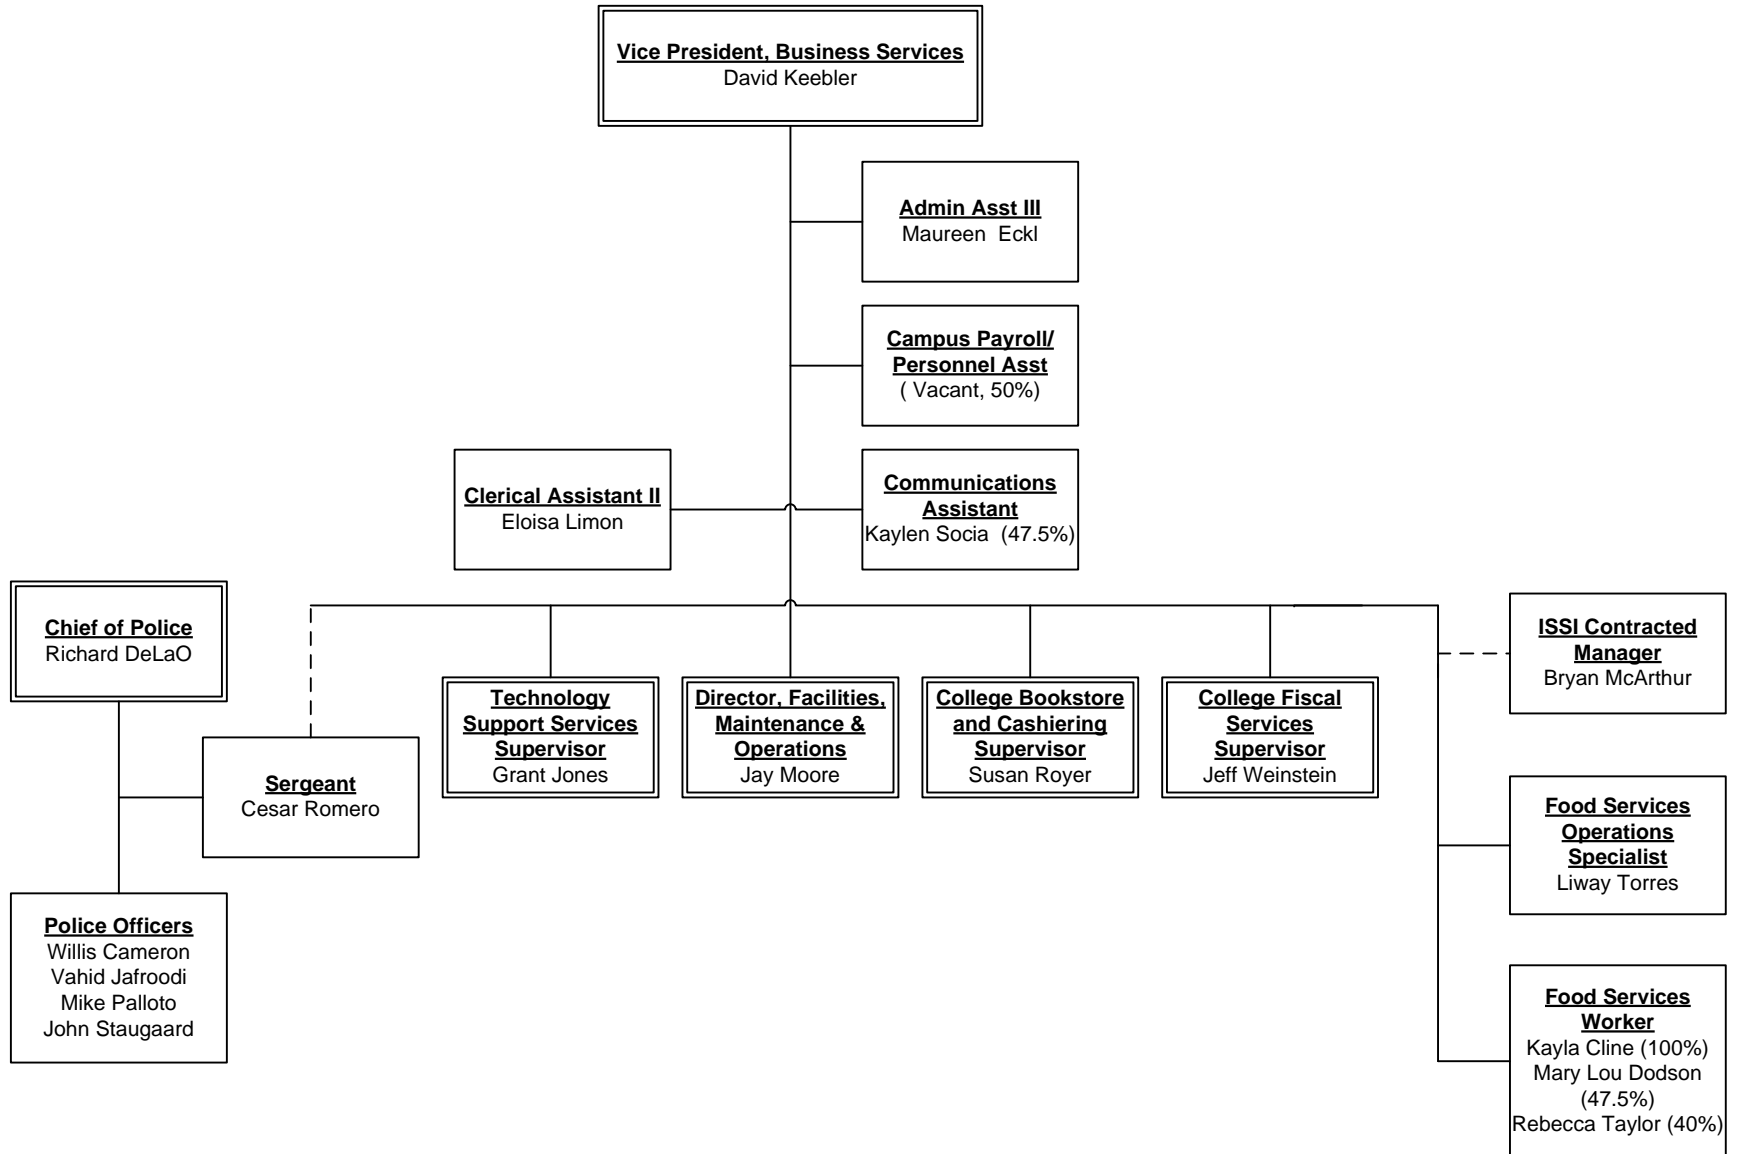 Vice President, Business Services
David Keebler
Admin Asst III
Maureen  Eckl
Campus Payroll/
Personnel Asst
( Vacant, 50%)
Clerical Assistant II
Eloisa Limon
Communications
Assistant
Kaylen Socia  (47.5%)
Chief of Police
Richard DeLaO
Sergeant
Cesar Romero
Police Officers
Willis Cameron
Vahid Jafroodi
Mike Palloto
John Staugaard
Technology
Support Services
Supervisor
Grant Jones
Director, Facilities,
Maintenance &
Operations
Jay Moore
College Bookstore
and Cashiering
Supervisor
Susan Royer
College Fiscal
Services
Supervisor
Jeff Weinstein
ISSI Contracted
Manager
Bryan McArthur
Food Services
Operations
Specialist
Liway Torres
Food Services
Worker
Kayla Cline (100%)
Mary Lou Dodson
(47.5%)
Rebecca Taylor (40%)